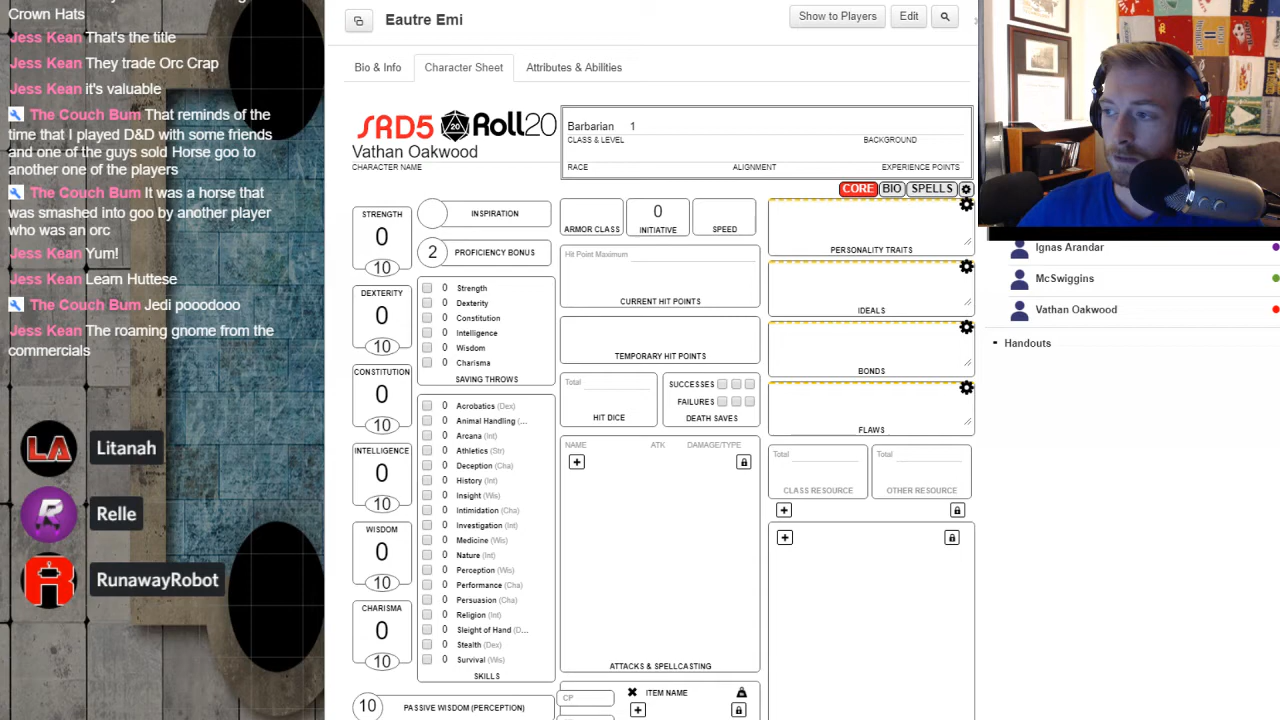 Crown Hats
Jess Kean That's the title
Jess Kean They trade Orc Crap
Jess Kean it's valuable
The Couch Bum That reminds of the
time that I played D&D with some friends
and one of the guys sold Horse goo to
another one of the players
The Couch Bum It was a horse that
was smashed into goo by another player
who was an orc
Jess Kean Yum!
Jess Kean Learn Huttese
The Couch Bum Jedi pooodooo
Jess Kean The roaming gnome from the
commercials
LA Litanah
R Relle
RunawayRobot
Eautre Emi
Show to Players Edit
Bio & Info Character Sheet Attributes & Abilities
SRD5 20 Roll20
Vathan Oakwood
CHARACTER NAME
Barbarian 1
CLASS & LEVEL BACKGROUND
RACE ALIGNMENT EXPERIENCE POINTS
CORE BIO SPELLS
STRENGTH
0
10
DEXTERITY
0
10
CONSTITUTION
0
10
INTELLIGENCE
0
10
WISDOM
0
10
CHARISMA
0
10
INSPIRATION
2 PROFICIENCY BONUS
0 Strength
0 Dexterity
0 Constitution
0 Intelligence
0 Wisdom
0 Charisma
SAVING THROWS
0 Acrobatics (Dex)
0 Animal Handling (...
0 Arcana (Int)
0 Athletics (Str)
0 Deception (Cha)
0 History (Int)
0 Insight (Wis)
0 Intimidation (Cha)
0 Investigation (Int)
0 Medicine (Wis)
0 Nature (Int)
0 Perception (Wis)
0 Performance (Cha)
0 Persuasion (Cha)
0 Religion (Int)
0 Sleight of Hand (D...
0 Stealth (Dex)
0 Survival (Wis)
SKILLS
10 PASSIVE WISDOM (PERCEPTION)
ARMOR CLASS
0
INITIATIVE
SPEED
Hit Point Maximum
CURRENT HIT POINTS
TEMPORARY HIT POINTS
Total
HIT DICE
SUCCESSES
FAILURES
DEATH SAVES
NAME ATK DAMAGE/TYPE
ATTACKS & SPELLCASTING
CP
ITEM NAME
PERSONALITY TRAITS
IDEALS
BONDS
FLAWS
Total
CLASS RESOURCE
Total
OTHER RESOURCE
Ignas Arandar
McSwiggins
Vathan Oakwood
Handouts